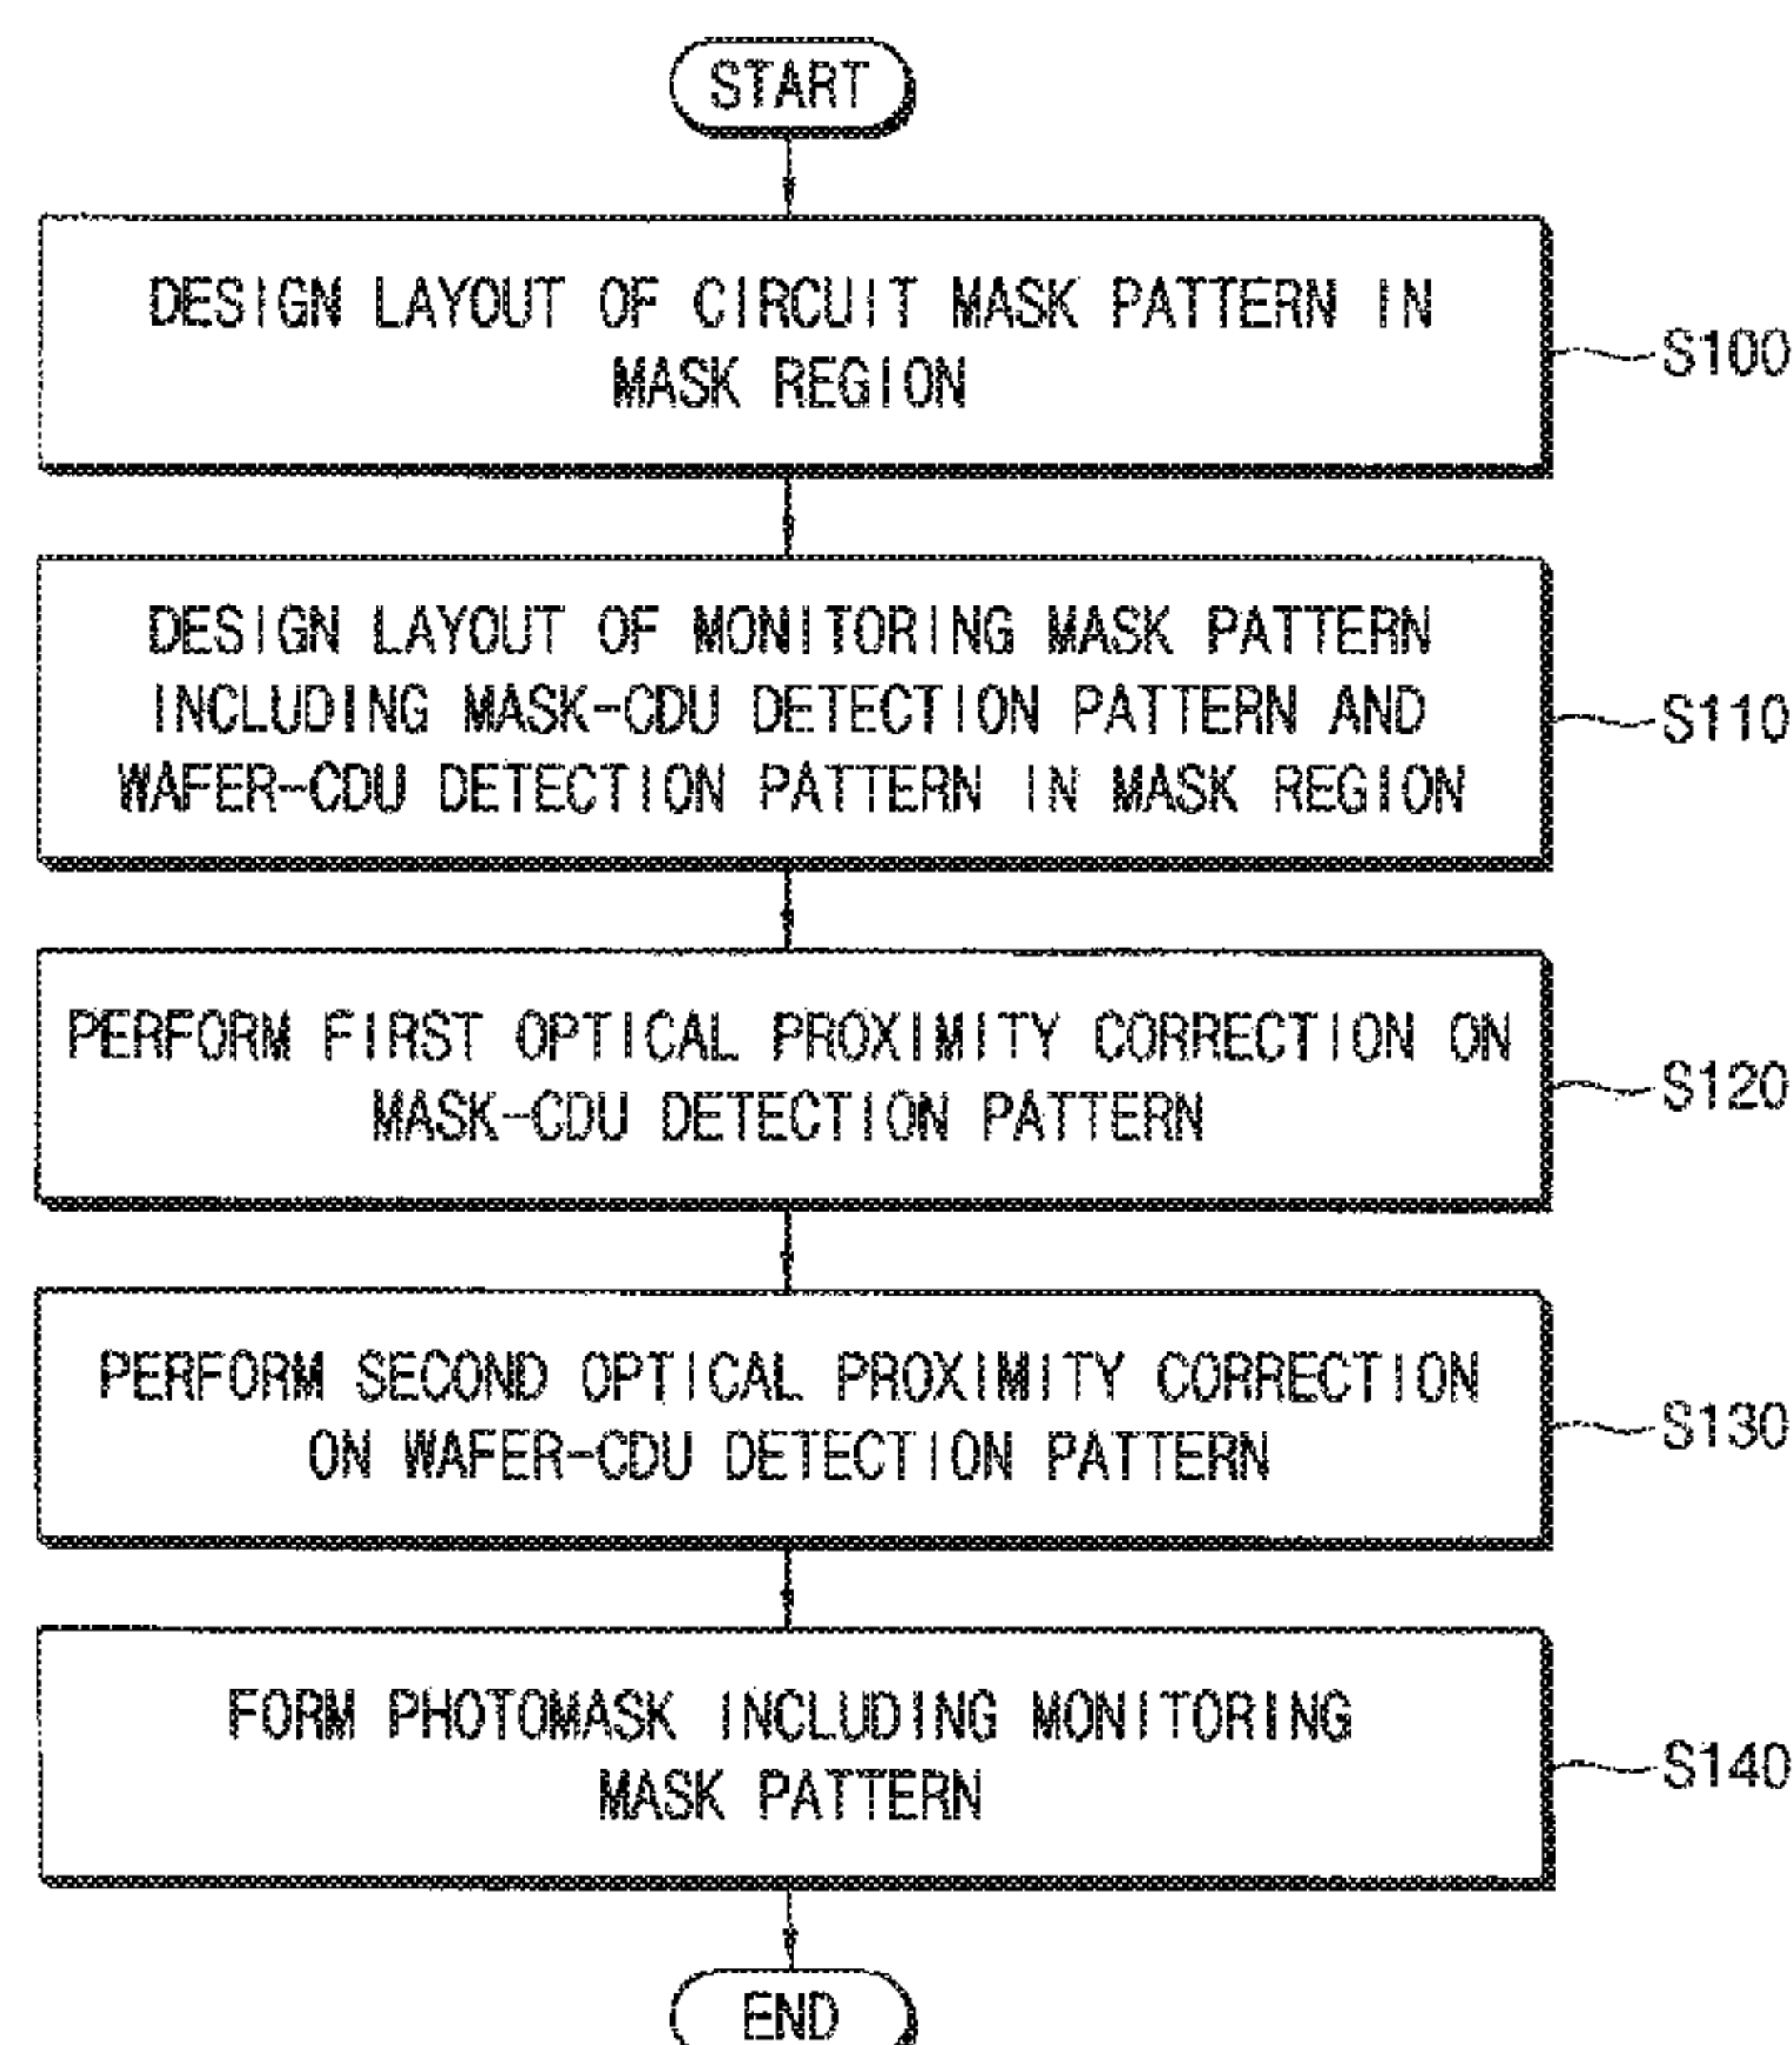 START
DESIGN LAYOUT OF CIRCUIT MASK PATTERN IN
MASK REGION
S100
DESIGN LAYOUT OF MONITORING MASK PATTERN
INCLUDING MASK-CDU DETECTION PATTERN AND
WAFER-CDU DETECTION PATTERN IN MASK REGION
S110
PERFORM FIRST OPTICAL PROXIMITY CORRECTION ON
MASK-CDU DETECTION PATTERN
S120
PERFORM SECOND OPTICAL PROXIMITY CORRECTION
ON WAFER-CDU DETECTION PATTERN
S130
FORM PHOTOMASK INCLUDING MONITORING
MASK PATTERN
S140
END